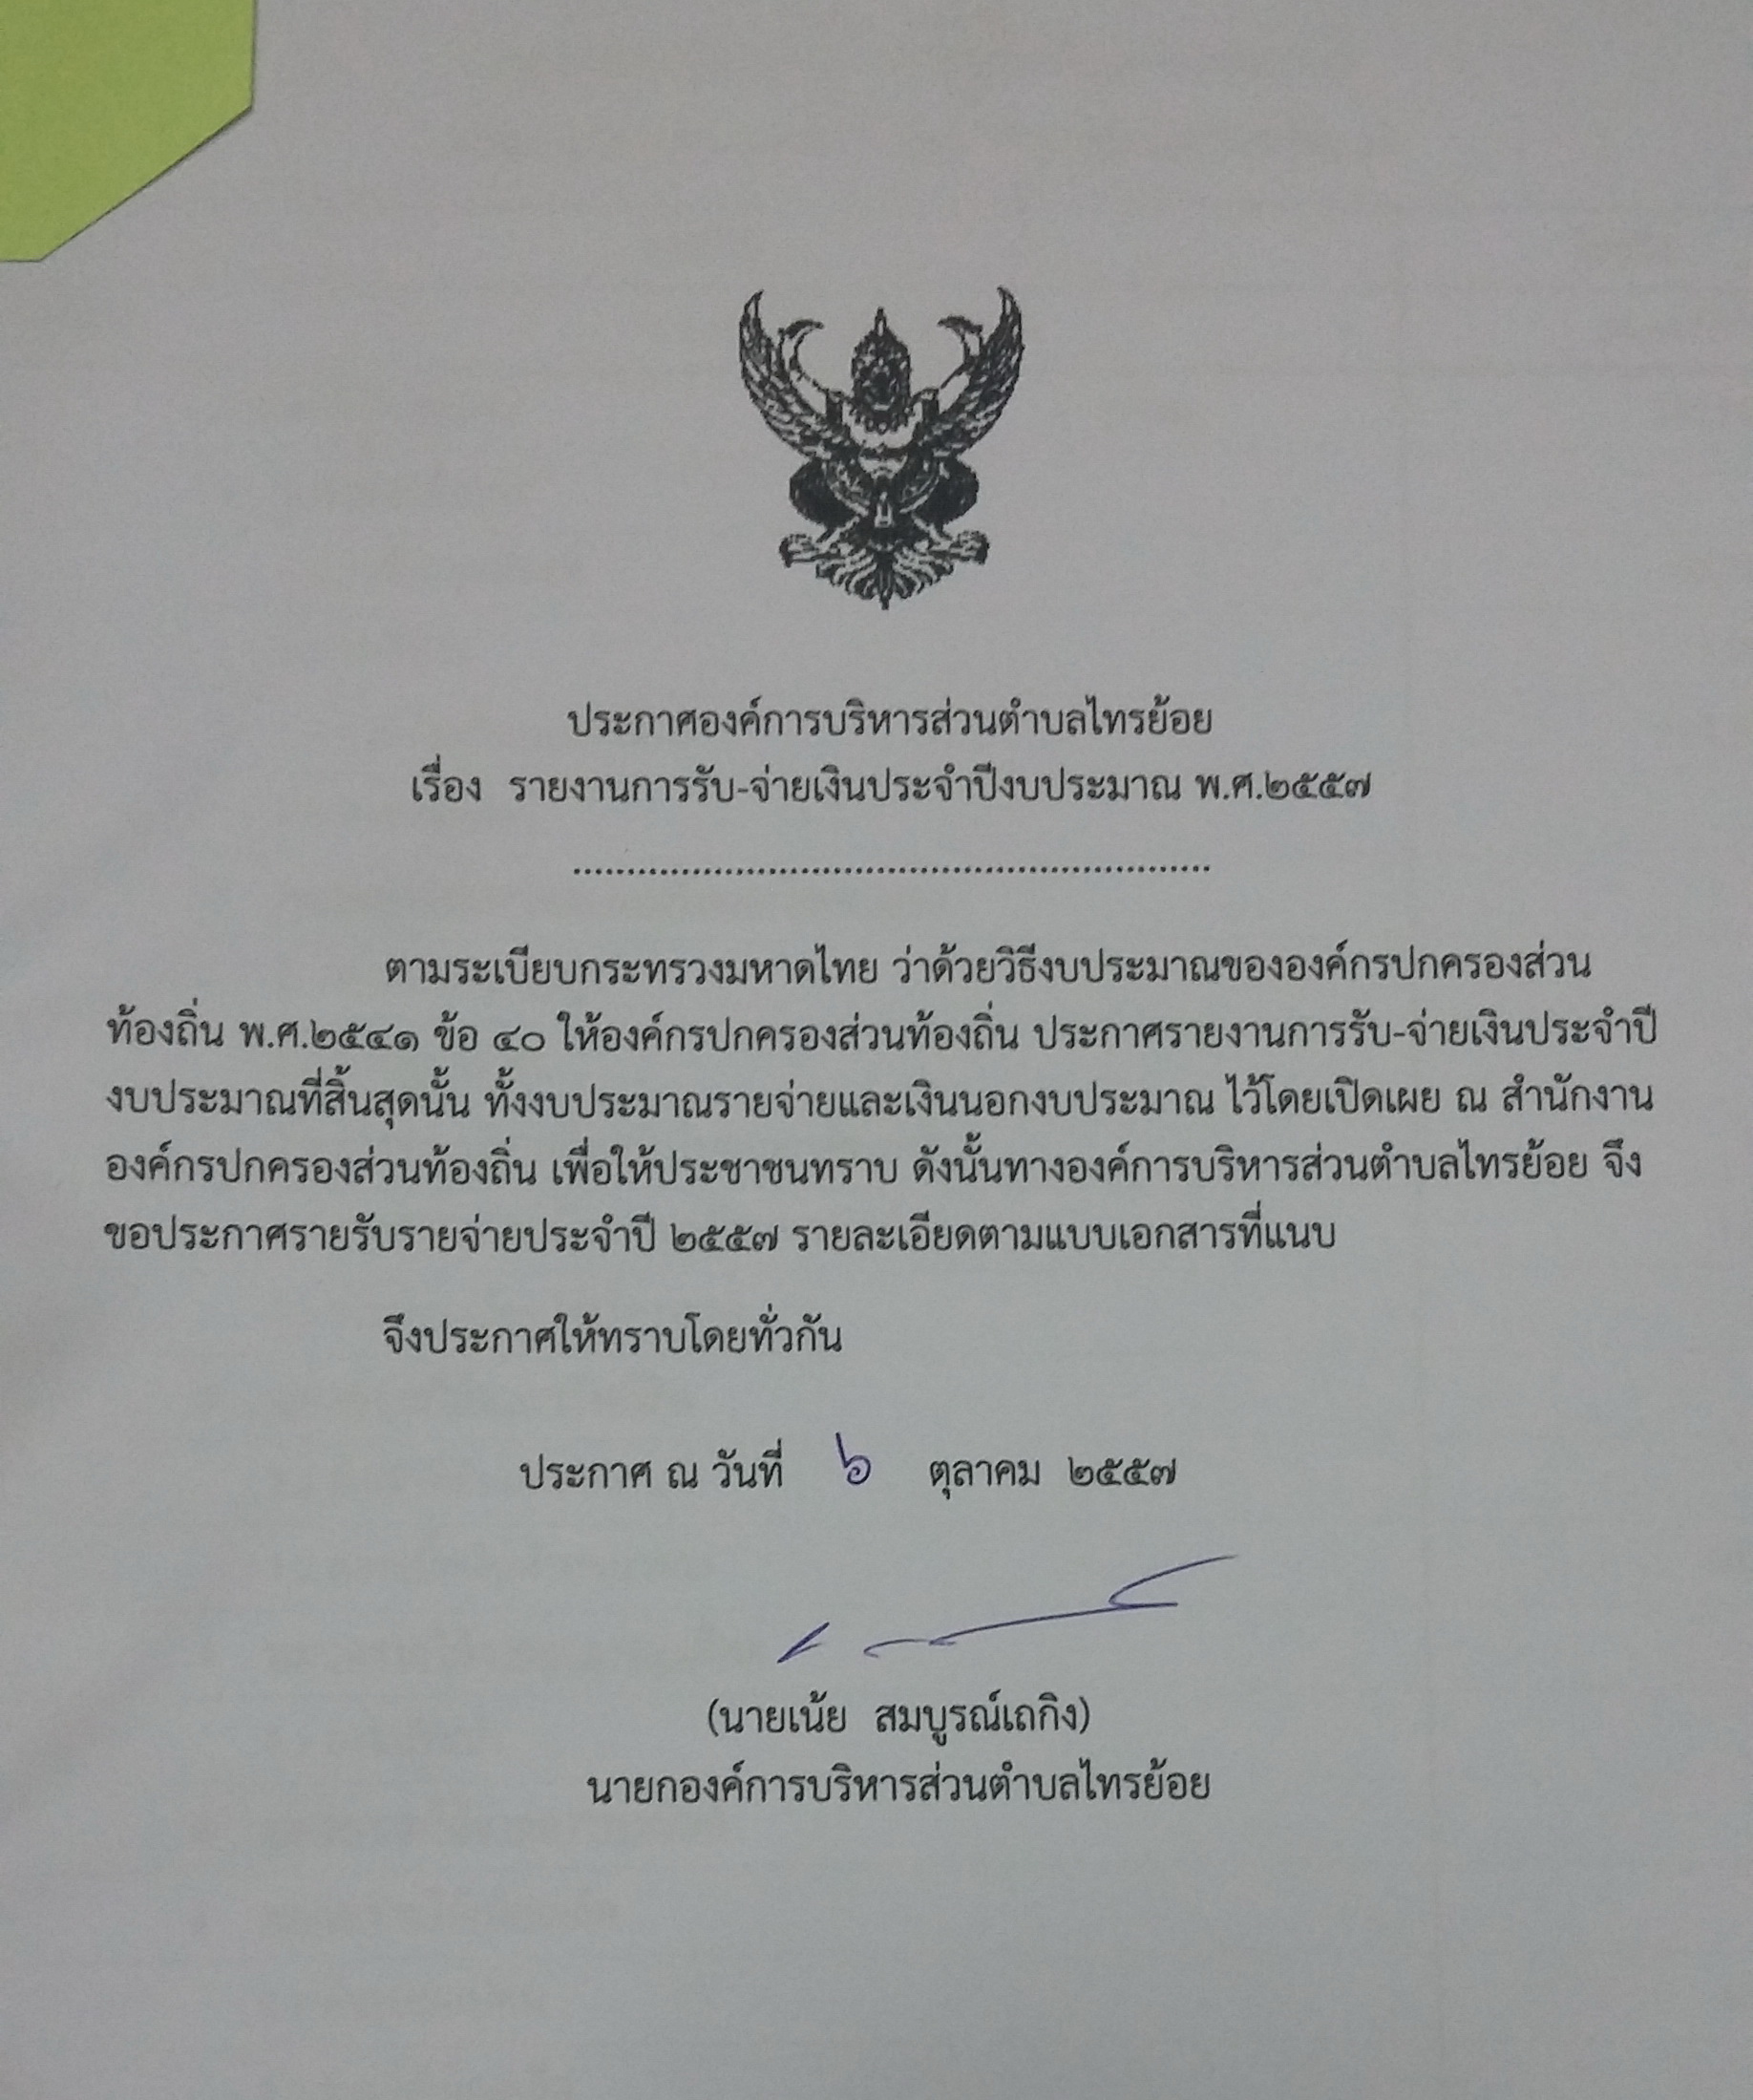 ประกาศองค์การบริหารส่วนตำบลไทรย้อย
เรื่อง รายงานการรับ-จ่ายเงินประจำปีงบประมาณ พ.ศ.๒๕๕๗
............................................................
ตามระเบียบกระทรวงมหาดไทย ว่าด้วยวิธีงบประมาณขององค์กรปกครองส่วน
ท้องถิ่น พ.ศ.๒๕๔๑ ข้อ ๔๐ ให้องค์กรปกครองส่วนท้องถิ่น ประกาศรายงานการรับ-จ่ายเงินประจำปี
งบประมาณที่สิ้นสุดนั้น ทั้งงบประมาณรายจ่ายและเงินนอกงบประมาณ ไว้โดยเปิดเผย ณ สำนักงาน
องค์กรปกครองส่วนท้องถิ่น เพื่อให้ประชาชนทราบ ดังนั้นทางองค์การบริหารส่วนตำบลไทรย้อย จึง
ขอประกาศรายรับรายจ่ายประจำปี ๒๕๕๗ รายละเอียดตามแบบเอกสารที่แนบ
จึงประกาศให้ทราบโดยทั่วกัน
ประกาศ ณ วันที่ ๖ ตุลาคม ๒๕๕๗
(นายเน้ย สมบูรณ์เถกิง)
นายกองค์การบริหารส่วนตำบลไทรย้อย